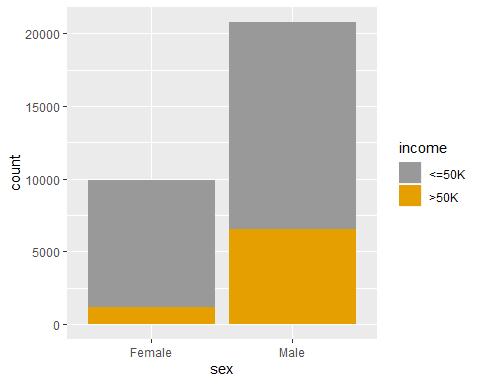 20000
15000
10000
5000
0
count
Female Male
sex
income
<=50K
>50K